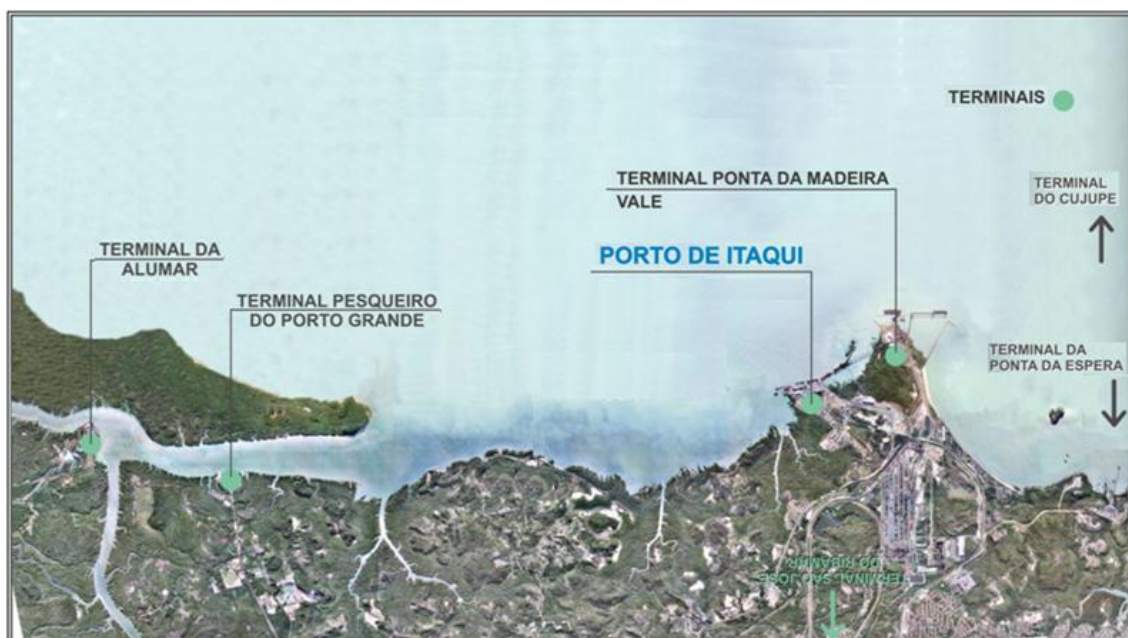 TERMINAIS
TERMINAL PONTA DA MADEIRA
VALE
TERMINAL
DO CUJUPE
TERMINAL DA
ALUMAR
PORTO DE ITAQUI
TERMINAL PESQUEIRO
DO PORTO GRANDE
TERMINAL DA
PONTA DA ESPERA
TERMINAL SÃO JOSÉ
DO RIBAMAR